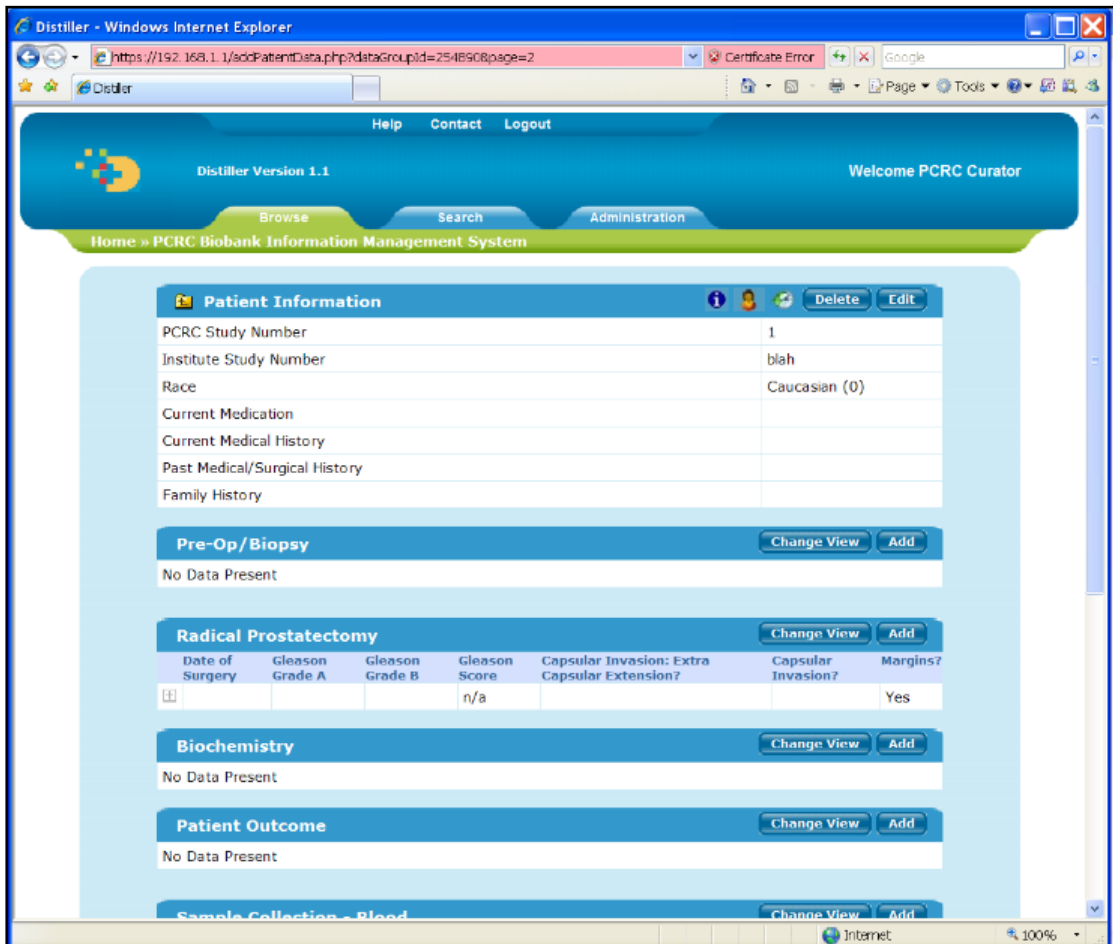 Distiller - Windows Internet Explorer
https://192.168.1.1/addPatientData.php?dataGroupId=254890&page=2 Certificate Error Google
Distiller Page Tools
Help Contact Logout
Distiller Version 1.1 Welcome PCRC Curator
Browse Search Administration
Home » PCRC Biobank Information Management System
Patient Information Delete Edit
PCRC Study Number 1
Institute Study Number blah
Race Caucasian (0)
Current Medication
Current Medical History
Past Medical/Surgical History
Family History
Pre-Op/Biopsy Change View Add
No Data Present
Radical Prostatectomy Change View Add
Date of Gleason Gleason Gleason Capsular Invasion: Extra Capsular Margins?
Surgery Grade A Grade B Score Capsular Extension? Invasion?
n/a Yes
Biochemistry Change View Add
No Data Present
Patient Outcome Change View Add
No Data Present
Sample Collection - Blood Change View Add
Internet 100%